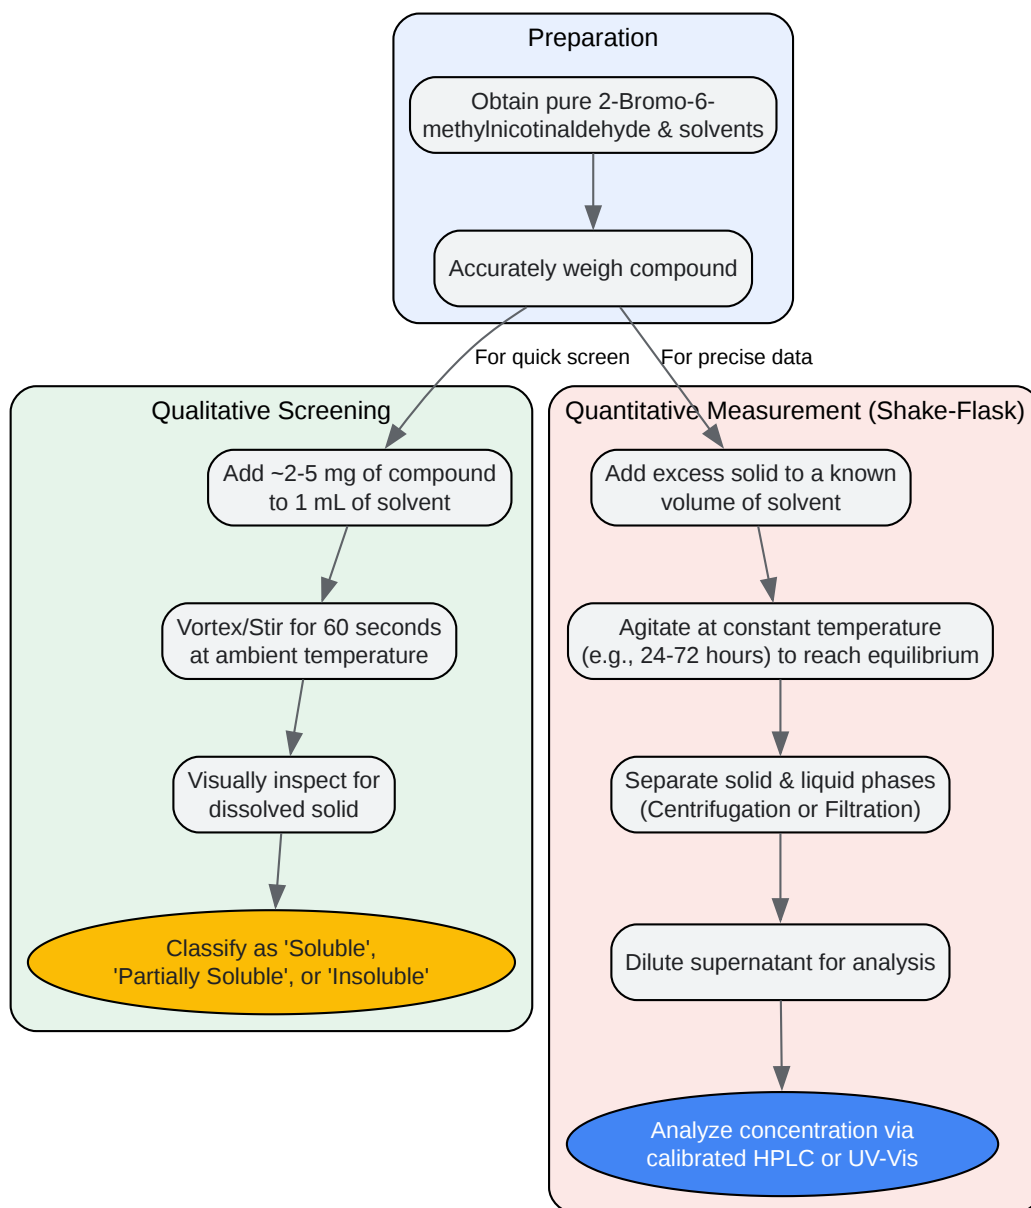 Preparation
Obtain pure 2-Bromo-6-
methylnicotinaldehyde & solvents
Accurately weigh compound
For quick screen
For precise data
Qualitative Screening
Add ~2-5 mg of compound
to 1 mL of solvent
Vortex/Stir for 60 seconds
at ambient temperature
Visually inspect for
dissolved solid
Classify as 'Soluble',
'Partially Soluble', or 'Insoluble'
Quantitative Measurement (Shake-Flask)
Add excess solid to a known
volume of solvent
Agitate at constant temperature
(e.g., 24-72 hours) to reach equilibrium
Separate solid & liquid phases
(Centrifugation or Filtration)
Dilute supernatant for analysis
Analyze concentration via
calibrated HPLC or UV-Vis